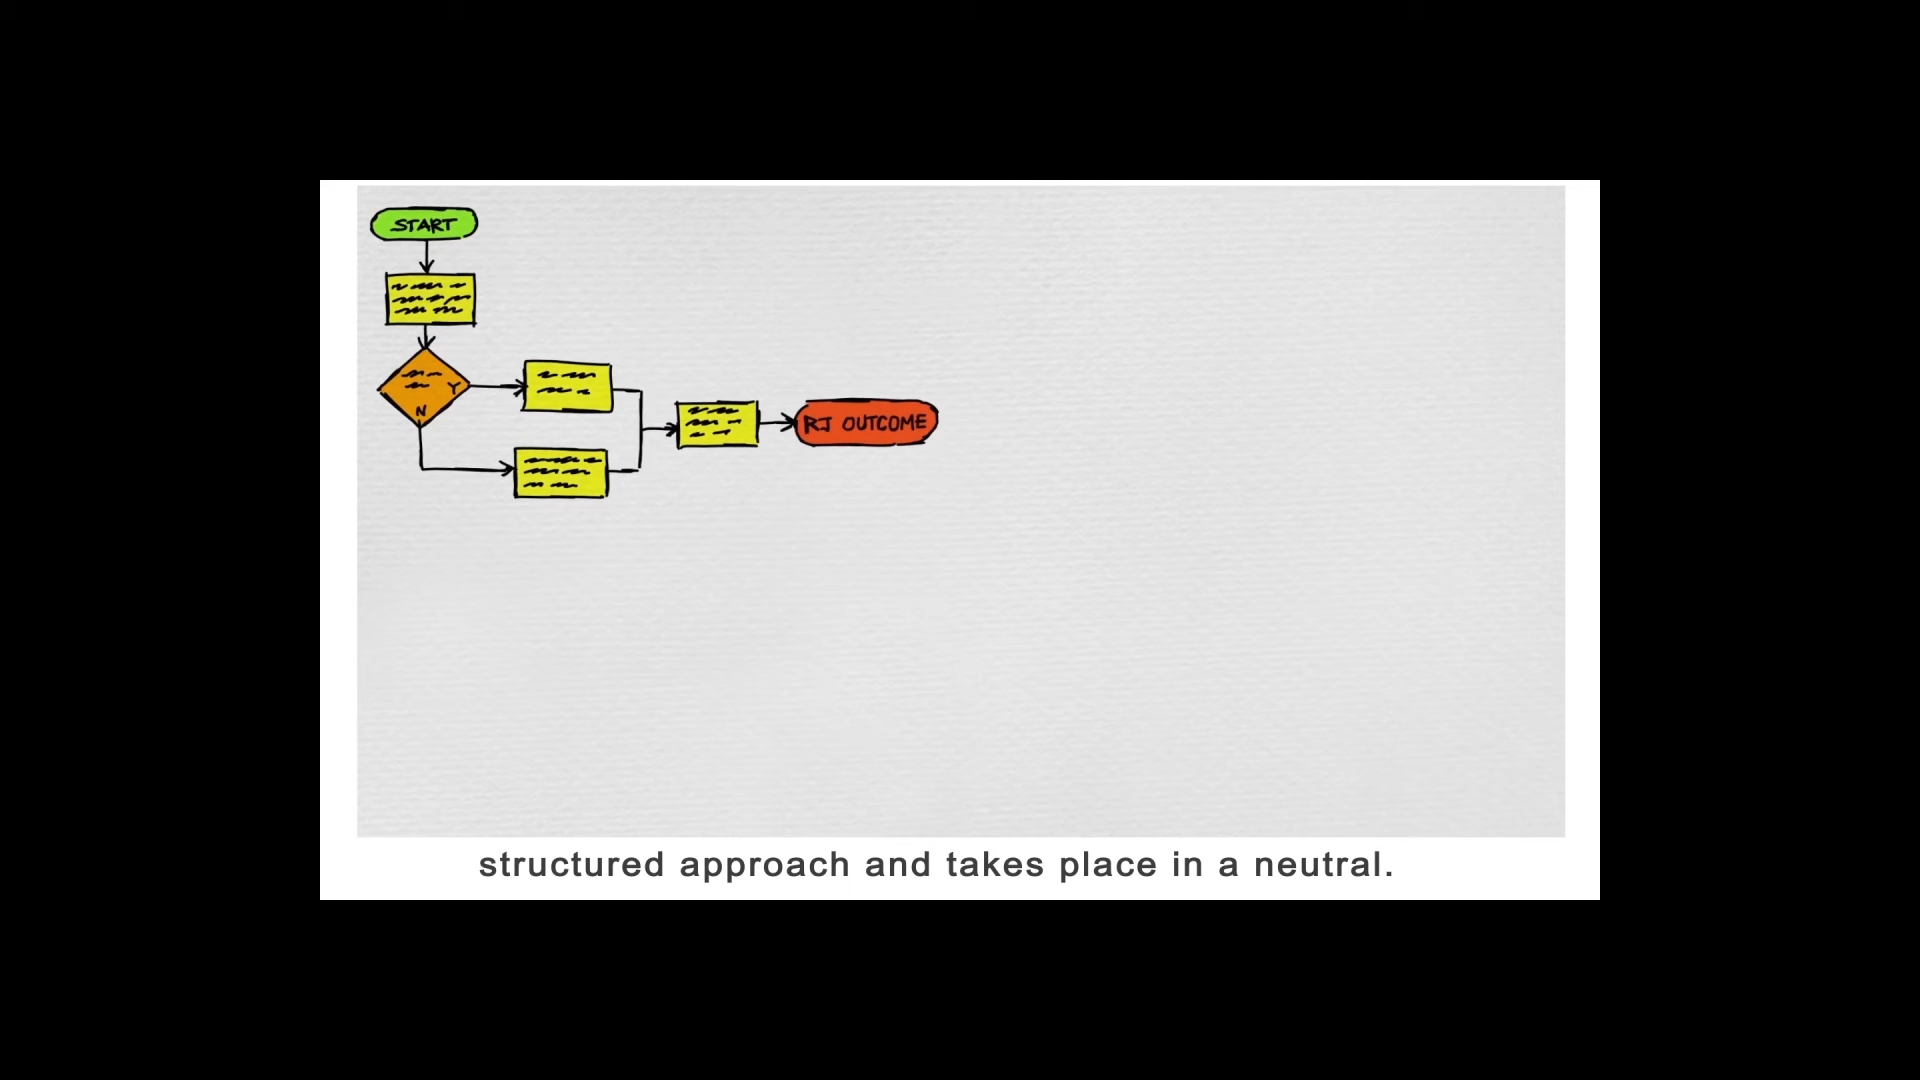 START
Y
N
RJ OUTCOME
structured approach and takes place in a neutral.